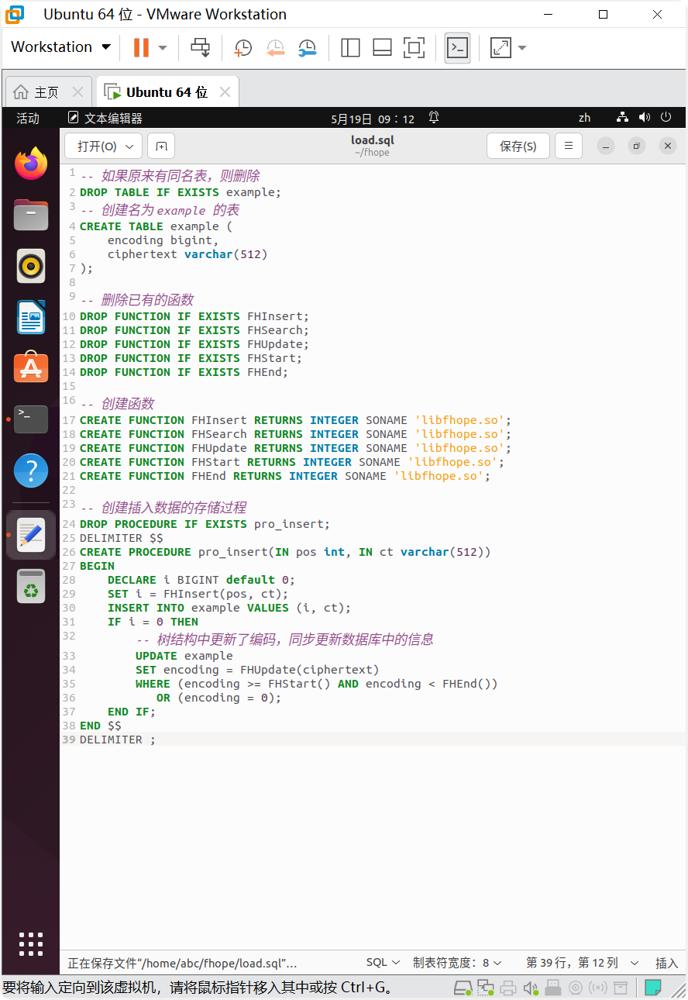 Ubuntu 64 位 - VMware Workstation
Workstation
主页
Ubuntu 64 位
活动
文本编辑器
5月19日 09：12
zh
打开(O)
load.sql
~/fhope
保存(S)
1 -- 如果原来有同名表，则删除
2 DROP TABLE IF EXISTS example;
3 -- 创建名为 example 的表
4 CREATE TABLE example (
5     encoding bigint,
6     ciphertext varchar(512)
7 );
8
9 -- 删除已有的函数
10 DROP FUNCTION IF EXISTS FHInsert;
11 DROP FUNCTION IF EXISTS FHSearch;
12 DROP FUNCTION IF EXISTS FHUpdate;
13 DROP FUNCTION IF EXISTS FHStart;
14 DROP FUNCTION IF EXISTS FHEnd;
15
16 -- 创建函数
17 CREATE FUNCTION FHInsert RETURNS INTEGER SONAME 'libfhope.so';
18 CREATE FUNCTION FHSearch RETURNS INTEGER SONAME 'libfhope.so';
19 CREATE FUNCTION FHUpdate RETURNS INTEGER SONAME 'libfhope.so';
20 CREATE FUNCTION FHStart RETURNS INTEGER SONAME 'libfhope.so';
21 CREATE FUNCTION FHEnd RETURNS INTEGER SONAME 'libfhope.so';
22
23 -- 创建插入数据的存储过程
24 DROP PROCEDURE IF EXISTS pro_insert;
25 DELIMITER $$
26 CREATE PROCEDURE pro_insert(IN pos int, IN ct varchar(512))
27 BEGIN
28     DECLARE i BIGINT default 0;
29     SET i = FHInsert(pos, ct);
30     INSERT INTO example VALUES (i, ct);
31     IF i = 0 THEN
32         -- 树结构中更新了编码，同步更新数据库中的信息
33         UPDATE example
34         SET encoding = FHUpdate(ciphertext)
35         WHERE (encoding >= FHStart() AND encoding < FHEnd())
36            OR (encoding = 0);
37     END IF;
38 END $$
39 DELIMITER ;
正在保存文件“/home/abc/fhope/load.sql”…
SQL
制表符宽度：8
第 39 行，第 12 列
插入
要将输入定向到该虚拟机，请将鼠标指针移入其中或按 Ctrl+G。